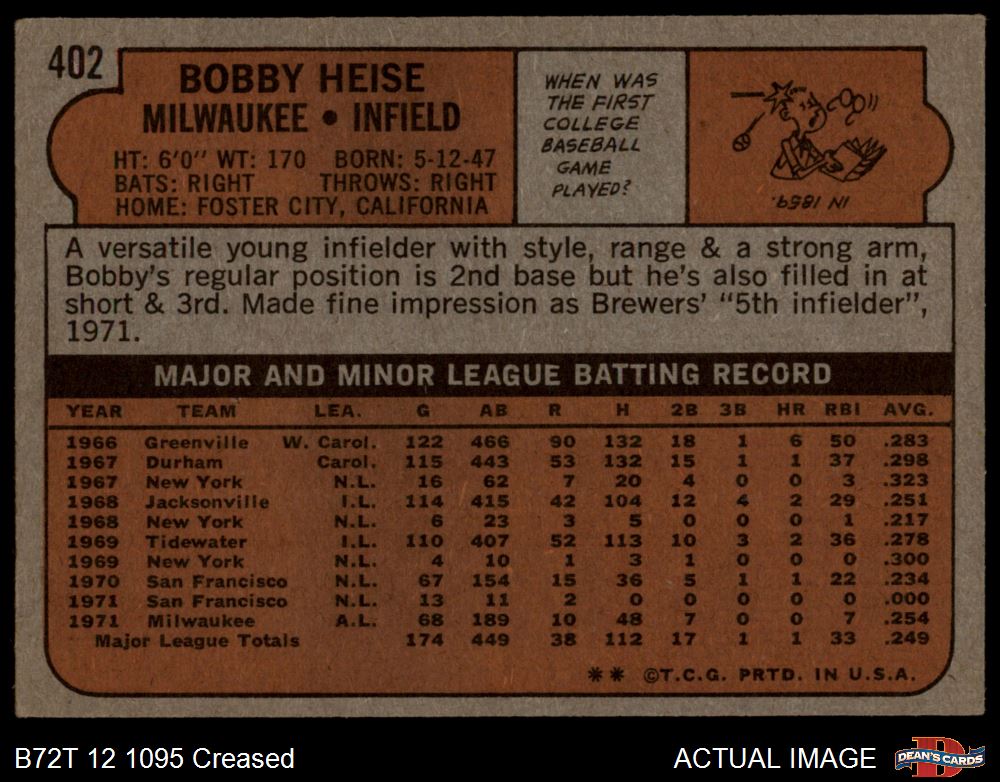 402
BOBBY HEISE
MILWAUKEE • INFIELD
HT: 6'0" WT: 170 BORN: 5-12-47
BATS: RIGHT THROWS: RIGHT
HOME: FOSTER CITY, CALIFORNIA
WHEN WAS
THE FIRST
COLLEGE
BASEBALL
GAME
PLAYED?
IN 1859.
A versatile young infielder with style, range & a strong arm,
Bobby's regular position is 2nd base but he's also filled in at
short & 3rd. Made fine impression as Brewers' "5th infielder",
1971.
MAJOR AND MINOR LEAGUE BATTING RECORD
YEAR TEAM LEA. G AB R H 2B 3B HR RBI AVG.
1966 Greenville W. Carol. 122 466 90 132 18 1 6 50 .283
1967 Durham Carol. 115 443 53 132 15 1 1 37 .298
1967 New York N.L. 16 62 7 20 4 0 0 3 .323
1968 Jacksonville I.L. 114 415 42 104 12 4 2 29 .251
1968 New York N.L. 6 23 3 5 0 0 0 1 .217
1969 Tidewater I.L. 110 407 52 113 10 3 2 36 .278
1969 New York N.L. 4 10 1 3 1 0 0 0 .300
1970 San Francisco N.L. 67 154 15 36 5 1 1 22 .234
1971 San Francisco N.L. 13 11 2 0 0 0 0 0 .000
1971 Milwaukee A.L. 68 189 10 48 7 0 0 7 .254
Major League Totals 174 449 38 112 17 1 1 33 .249
** ©T.C.G. PRTD. IN U.S.A.
B72T 12 1095 Creased
ACTUAL IMAGE
D
DEAN'S CARDS